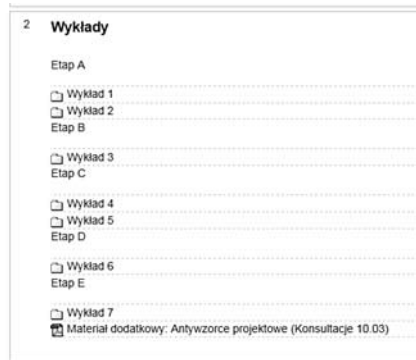 2
Wykłady
Etap A
Wykład 1
Wykład 2
Etap B
Wykład 3
Etap C
Wykład 4
Wykład 5
Etap D
Wykład 6
Etap E
Wykład 7
Materiał dodatkowy: Antywzorce projektowe (Konsultacje 10.03)